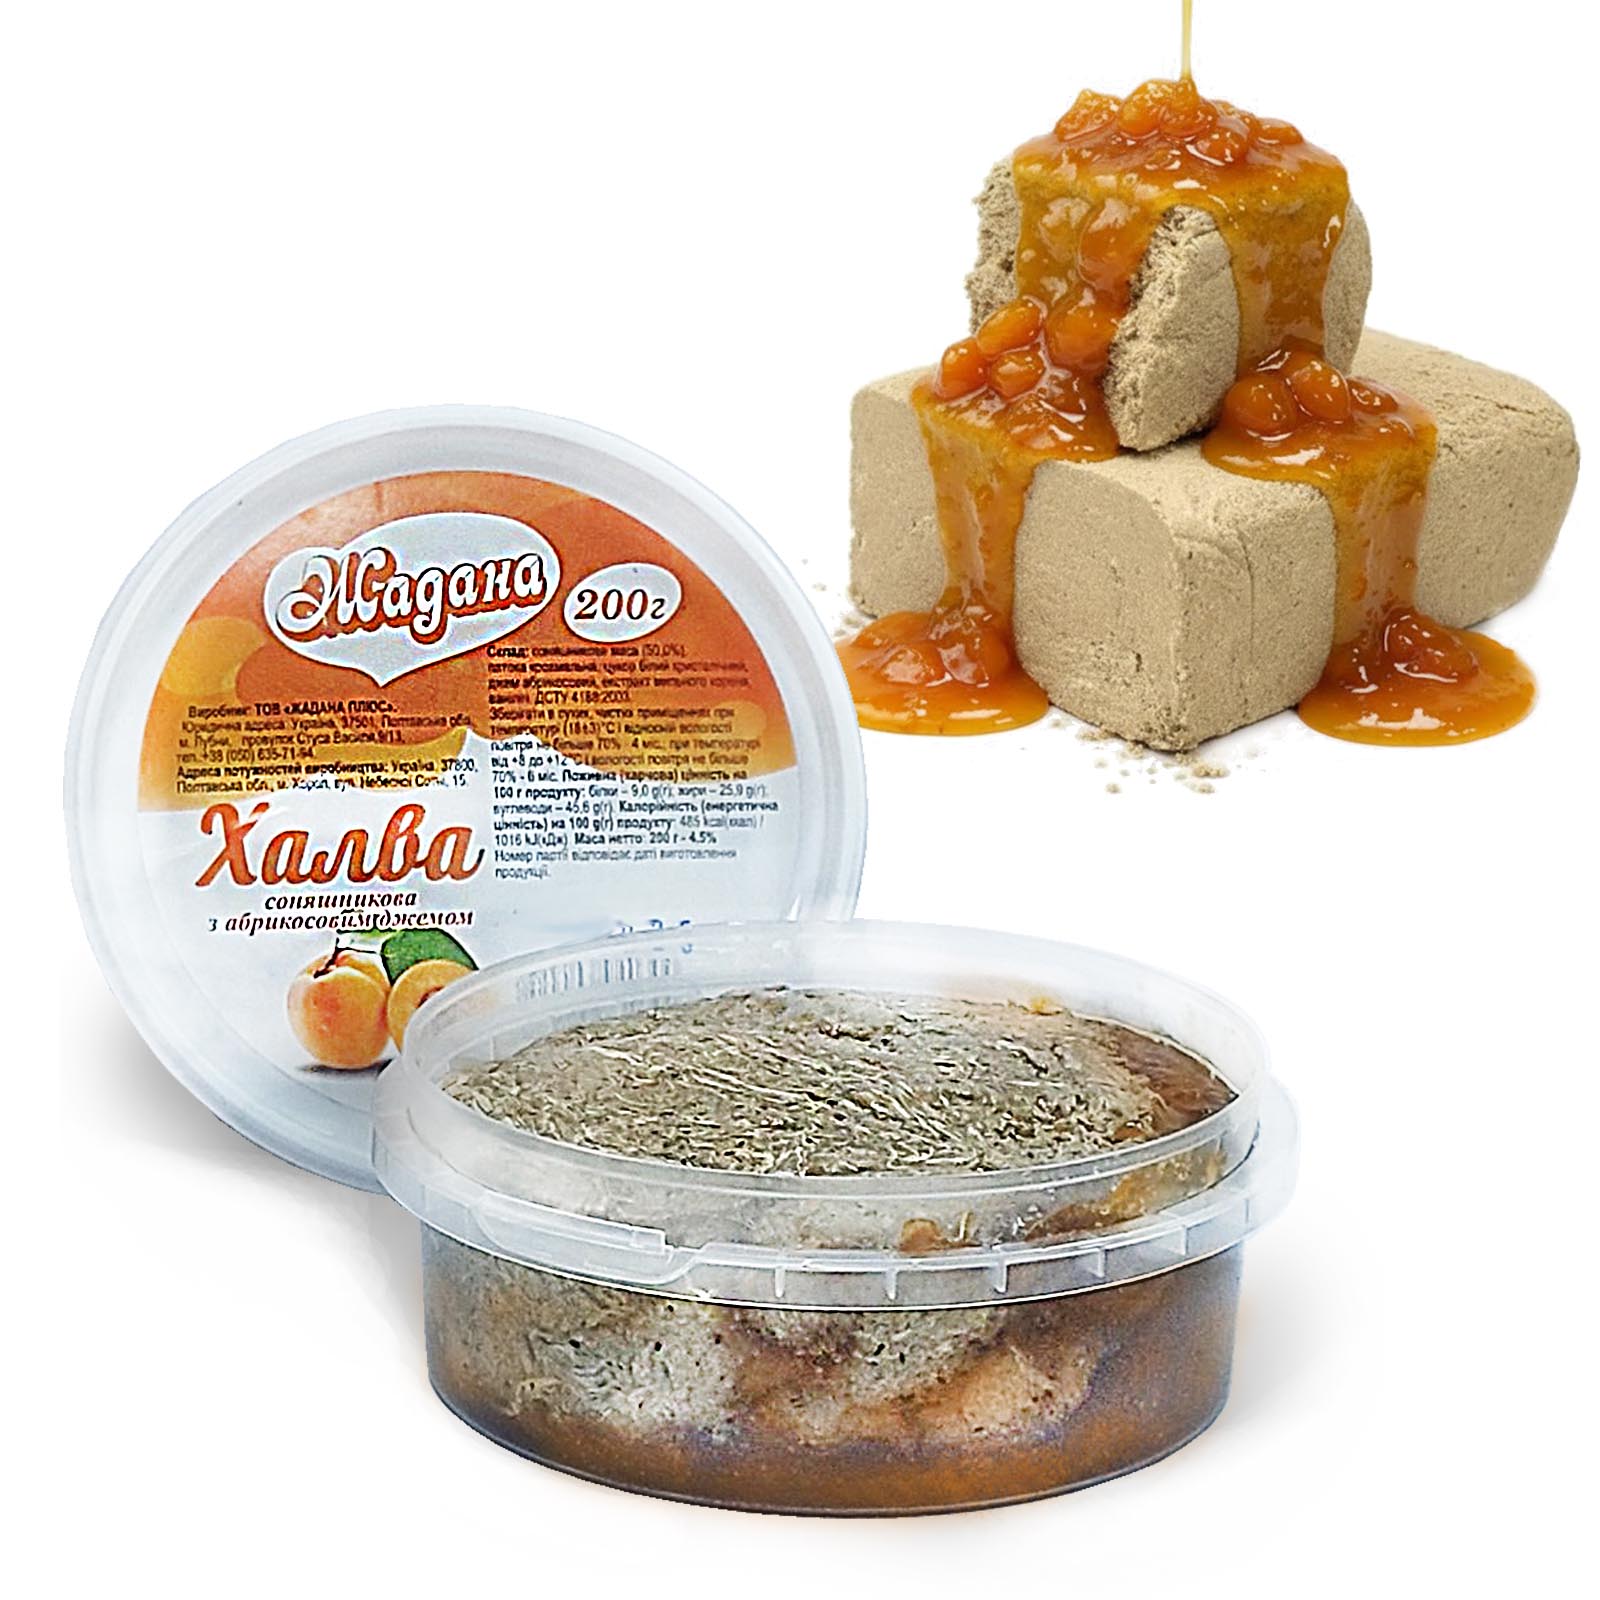 Жадана
200г
Склад: соняшникова маса (50,0%),
патока крохмальна, цукор білий кристалічний,
джем абрикосовий, екстракт мильного кореня,
ванілін. ДСТУ 4188:2003.
Виробник: ТОВ «ЖАДАНА ПЛЮС».
Юридична адреса: Україна, 37501, Полтавська обл.,
м. Лубни, провулок Стуса Василя,9/13,
тел.:+38 (050) 635-71-94.
Адреса потужностей виробництва: Україна, 37800,
Полтавська обл., м. Хорол, вул. Небесної Сотні, 15.
Зберігати в сухих, чистих приміщеннях при
температурі (18±3)°С і відносній вологості
повітря не більше 70% - 4 міс.; при температурі
від +8 до +12°С і вологості повітря не більше
70% - 6 міс. Поживна (харчова) цінність на
100 г продукту: білки – 9,0 g(г); жири – 25,9 g(г);
вуглеводи – 45,6 g(г). Калорійність (енергетична
цінність) на 100 g(г) продукту: 485 kcal(ккал) /
1016 kJ(кДж). Маса нетто: 200 г - 4,5%
Номер партії відповідає даті виготовлення
продукції.
Халва
соняшникова
з абрикосовим джемом